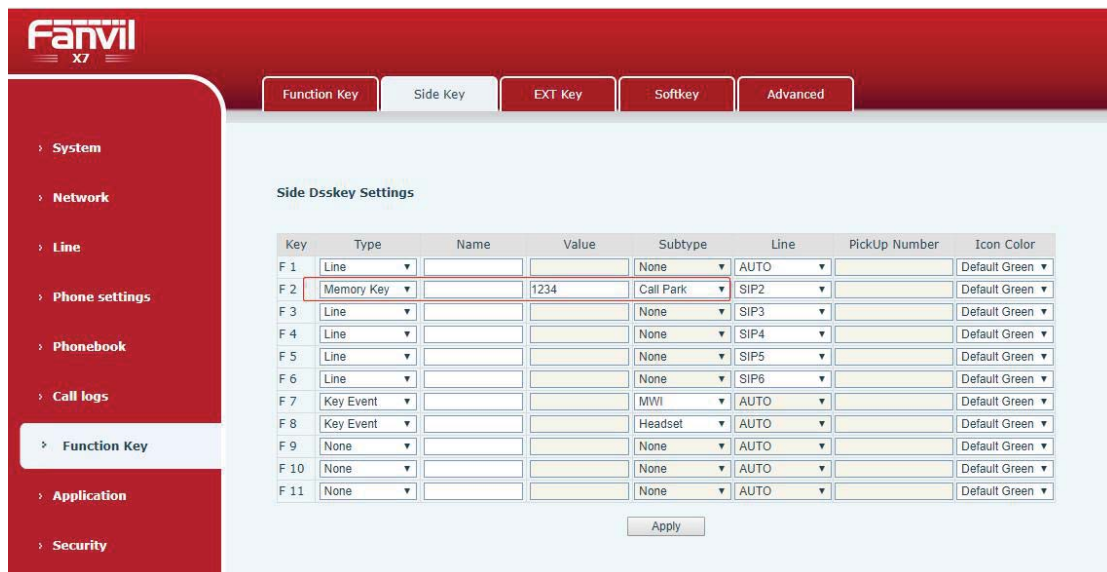 Fanvil
X7
Function Key Side Key EXT Key Softkey Advanced
› System
› Network
› Line
› Phone settings
› Phonebook
› Call logs
› Function Key
› Application
› Security
Side Dsskey Settings
Key Type Name Value Subtype Line PickUp Number Icon Color
F 1 Line None AUTO Default Green
F 2 Memory Key 1234 Call Park SIP2 Default Green
F 3 Line None SIP3 Default Green
F 4 Line None SIP4 Default Green
F 5 Line None SIP5 Default Green
F 6 Line None SIP6 Default Green
F 7 Key Event MWI AUTO Default Green
F 8 Key Event Headset AUTO Default Green
F 9 None None AUTO Default Green
F 10 None None AUTO Default Green
F 11 None None AUTO Default Green
Apply